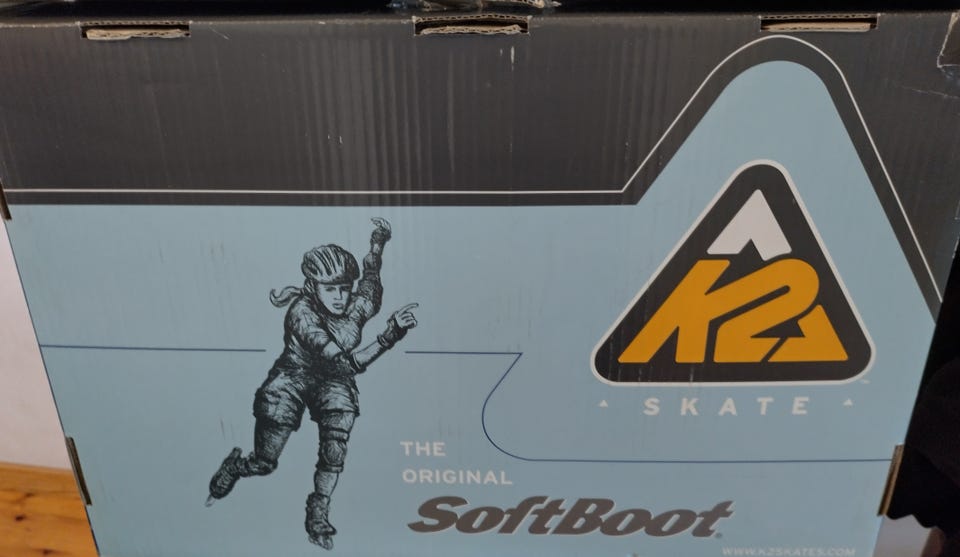 K2
SKATE
THE
ORIGINAL
SoftBoot
WWW.K2SKATES.COM